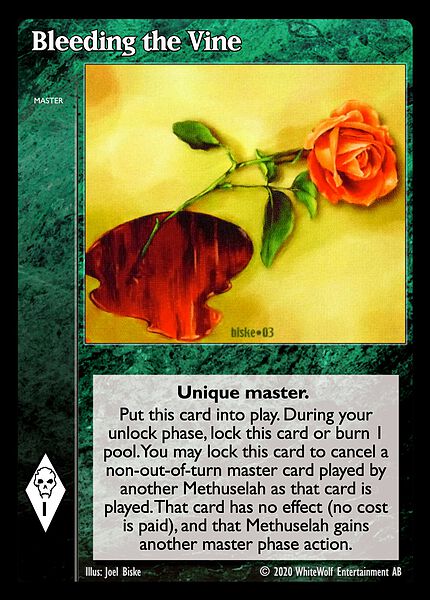 Bleeding the Vine
MASTER
biske•03
Unique master.
Put this card into play. During your
unlock phase, lock this card or burn 1
pool. You may lock this card to cancel a
non-out-of-turn master card played by
another Methuselah as that card is
played. That card has no effect (no cost
is paid), and that Methuselah gains
another master phase action.
1
Illus: Joel Biske
© 2020 WhiteWolf Entertainment AB